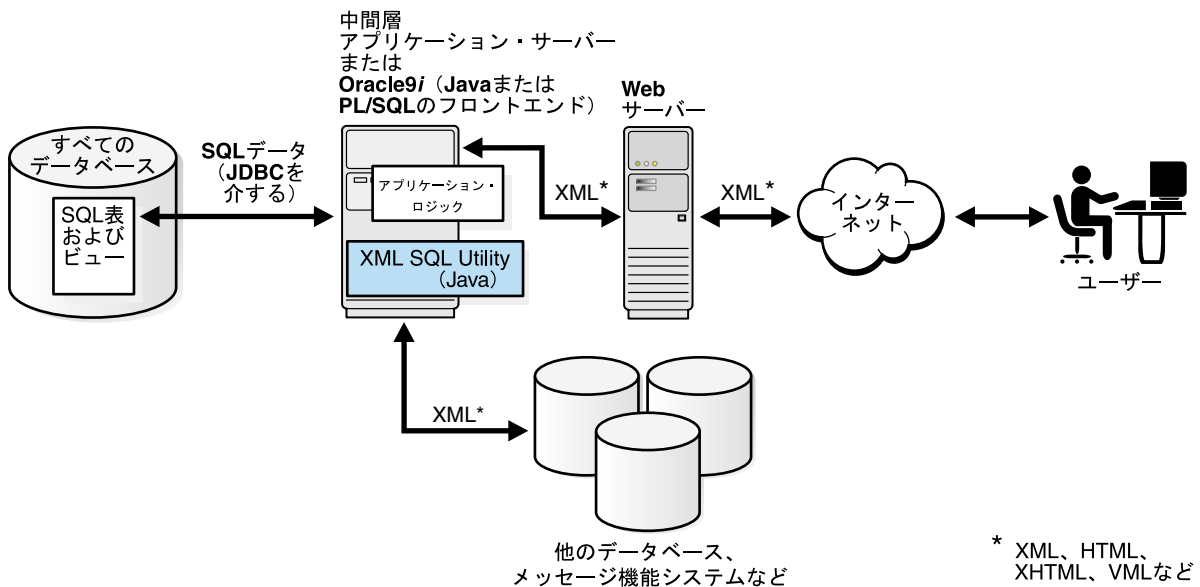 中間層
アプリケーション・サーバー
または
Oracle9i（Javaまたは
PL/SQLのフロントエンド）
Web
サーバー
すべての
データベース
SQL表
および
ビュー
SQLデータ
（JDBCを
介する）
アプリケーション・
ロジック
XML SQL Utility
（Java）
XML*
XML*
インター
ネット
ユーザー
XML*
他のデータベース、
メッセージ機能システムなど
* XML、HTML、
XHTML、VMLなど